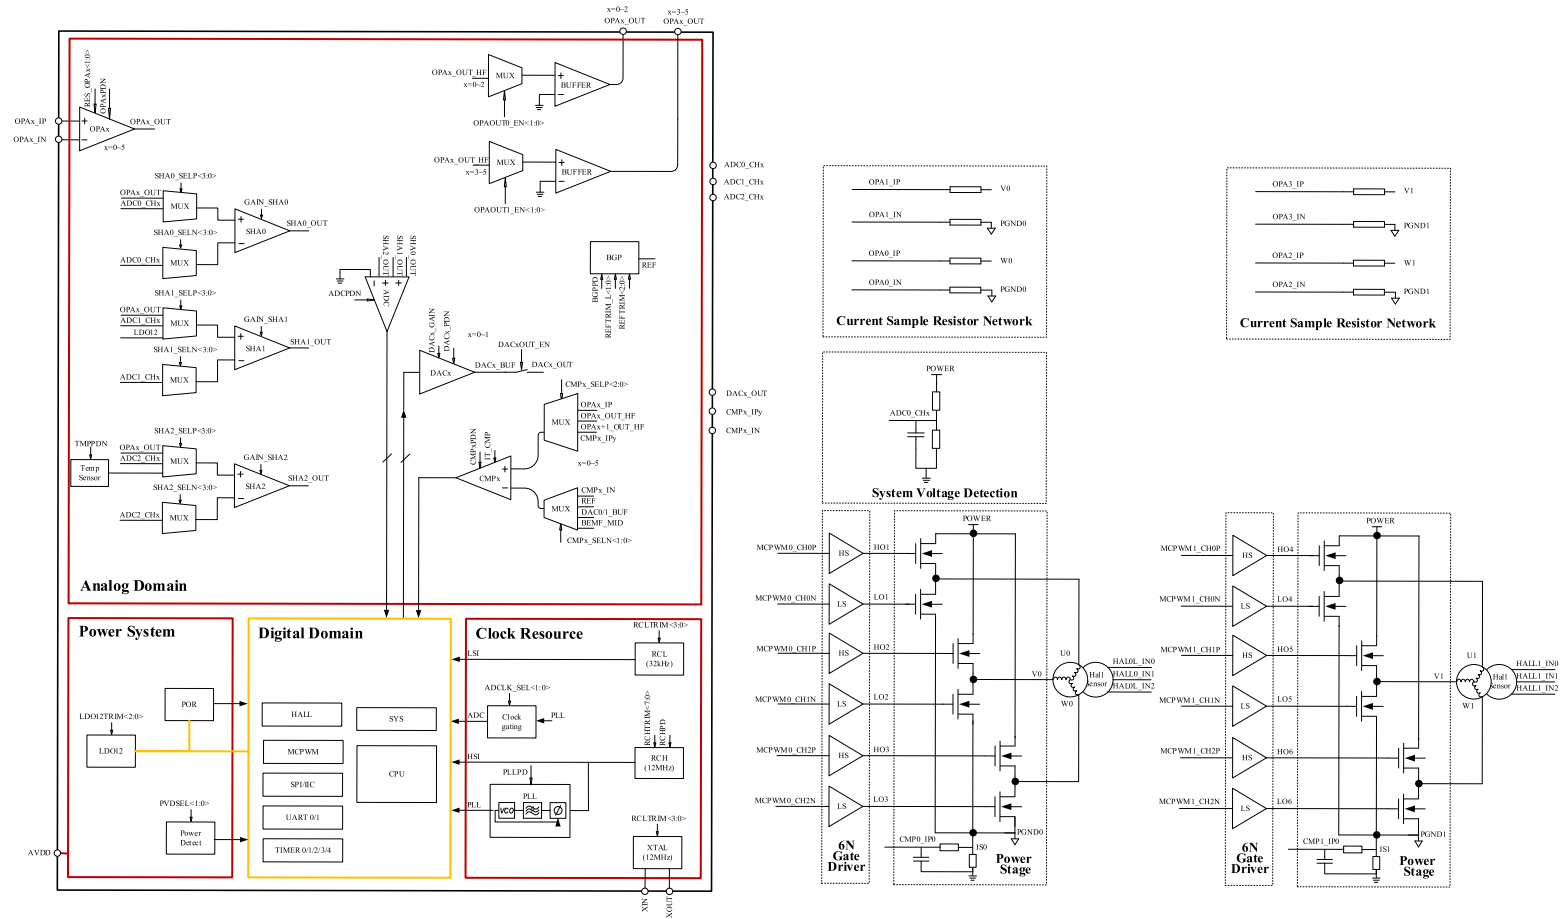 x=0~2
OPAx_OUT
x=3~5
OPAx_OUT
RES_OPAx<1:0>
OPAxPDN
OPAx_IP
OPAx_IN
+
−
OPAx
OPAx_OUT
x=0~5
OPAx_OUT_HF
x=0~2
MUX
+
−
BUFFER
OPAOUT0_EN<1:0>
OPAx_OUT_HF
x=3~5
MUX
+
−
BUFFER
OPAOUT1_EN<1:0>
ADC0_CHx
ADC1_CHx
ADC2_CHx
SHA0_SELP<3:0>
OPAx_OUT
ADC0_CHx
MUX
GAIN_SHA0
+
−
SHA0
SHA0_OUT
SHA0_SELN<3:0>
ADC0_CHx
MUX
SHA1_SELP<3:0>
OPAx_OUT
ADC1_CHx
LDO12
MUX
GAIN_SHA1
+
−
SHA1
SHA1_OUT
SHA1_SELN<3:0>
ADC1_CHx
MUX
SHA2_SELP<3:0>
TMPPDN
OPAx_OUT
ADC2_CHx
MUX
Temp
Sensor
GAIN_SHA2
+
−
SHA2
SHA2_OUT
SHA2_SELN<3:0>
ADC2_CHx
MUX
SHA2_OUT
SHA1_OUT
SHA0_OUT
− + + +
ADC
ADCPDN
BGP
REF
BGPPD
REFTRIM_L<1:0>
REFTRIM<2:0>
DACx_GAIN
DACx_PDN
x=0~1
DACx
DACx_BUF
DACxOUT_EN
DACx_OUT
CMPx_SELP<2:0>
MUX
OPAx_IP
OPAx_OUT_HF
OPAx+1_OUT_HF
CMPx_IPy
x=0~5
CMPxPDN
IT_CMP
CMPx
+
−
MUX
CMPx_IN
REF
DAC0/1_BUF
BEMF_MID
CMPx_SELN<1:0>
DACx_OUT
CMPx_IPy
CMPx_IN
Analog Domain
Power System
POR
LDO12TRIM<2:0>
LDO12
PVDSEL<1:0>
Power
Detect
AVDD
Digital Domain
HALL
MCPWM
SPI/IIC
UART 0/1
TIMER 0/1/2/3/4
SYS
CPU
Clock Resource
RCLTRIM<3:0>
LSI
RCL
(32kHz)
ADCLK_SEL<1:0>
ADC
Clock
gating
PLL
RCHTRIM<7:0>
RCHPD
HSI
RCH
(12MHz)
PLLPD
PLL
PLL
VCO
RCLTRIM<3:0>
XTAL
(12MHz)
XIN
XOUT
OPA1_IP
V0
OPA1_IN
PGND0
OPA0_IP
W0
OPA0_IN
PGND0
Current Sample Resistor Network
OPA3_IP
V1
OPA3_IN
PGND1
OPA2_IP
W1
OPA2_IN
PGND1
Current Sample Resistor Network
POWER
ADC0_CHx
System Voltage Detection
POWER
MCPWM0_CH0P
HS
HO1
MCPWM0_CH0N
LS
LO1
MCPWM0_CH1P
HS
HO2
MCPWM0_CH1N
LS
LO2
MCPWM0_CH2P
HS
HO3
MCPWM0_CH2N
LS
LO3
V0
U0
W0
Hall
Sensor
HAL0L_IN0
HALL0_IN1
HAL0L_IN2
PGND0
CMP0_IP0
IS0
6N
Gate
Driver
Power
Stage
POWER
MCPWM1_CH0P
HS
HO4
MCPWM1_CH0N
LS
LO4
MCPWM1_CH1P
HS
HO5
MCPWM1_CH1N
LS
LO5
MCPWM1_CH2P
HS
HO6
MCPWM1_CH2N
LS
LO6
V1
U1
W1
Hall
Sensor
HALL1_IN0
HALL1_IN1
HALL1_IN2
PGND1
CMP1_IP0
IS1
6N
Gate
Driver
Power
Stage